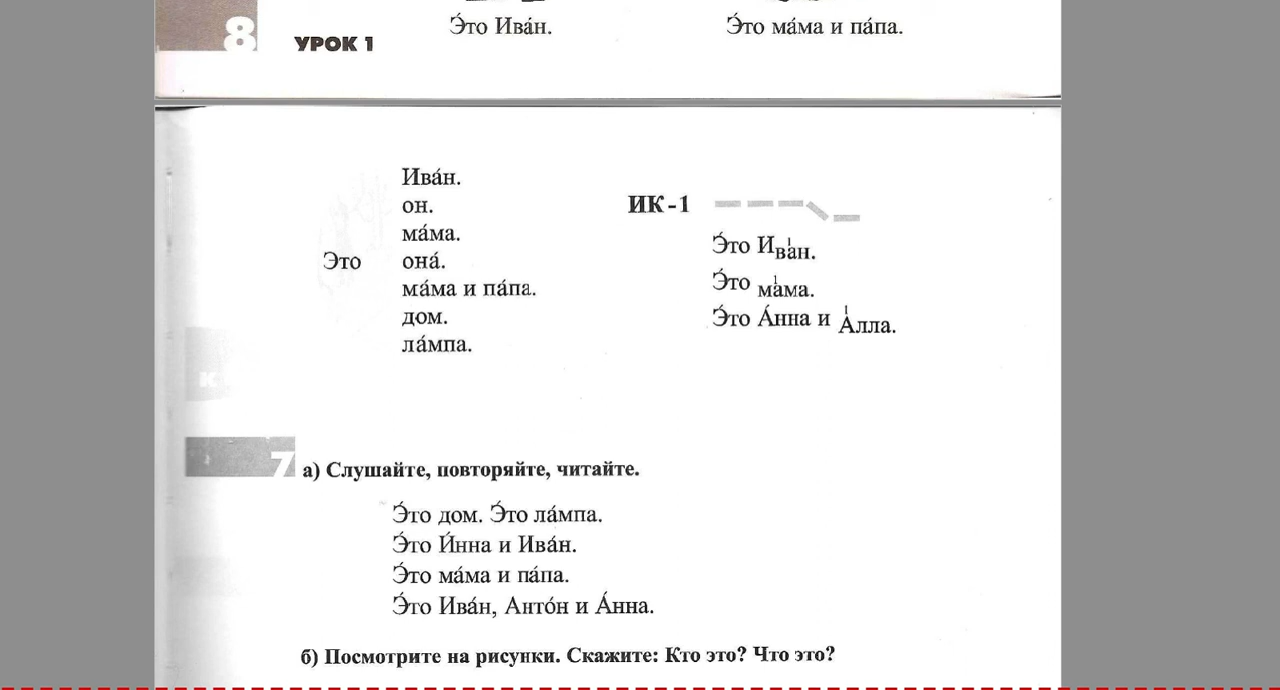 Э́то Ива́н.
Э́то ма́ма и па́па.
8
УРОК 1
Ива́н.
он.
ма́ма.
Это
она́.
ма́ма и па́па.
дом.
ла́мпа.
ИК-1
Э́то Ива́н.
Э́то ма́ма.
Э́то А́нна и А́лла.
7
а) Слушайте, повторяйте, читайте.
Э́то дом. Э́то ла́мпа.
Э́то И́нна и Ива́н.
Э́то ма́ма и па́па.
Э́то Ива́н, Анто́н и А́нна.
б) Посмотрите на рисунки. Скажите: Кто это? Что это?